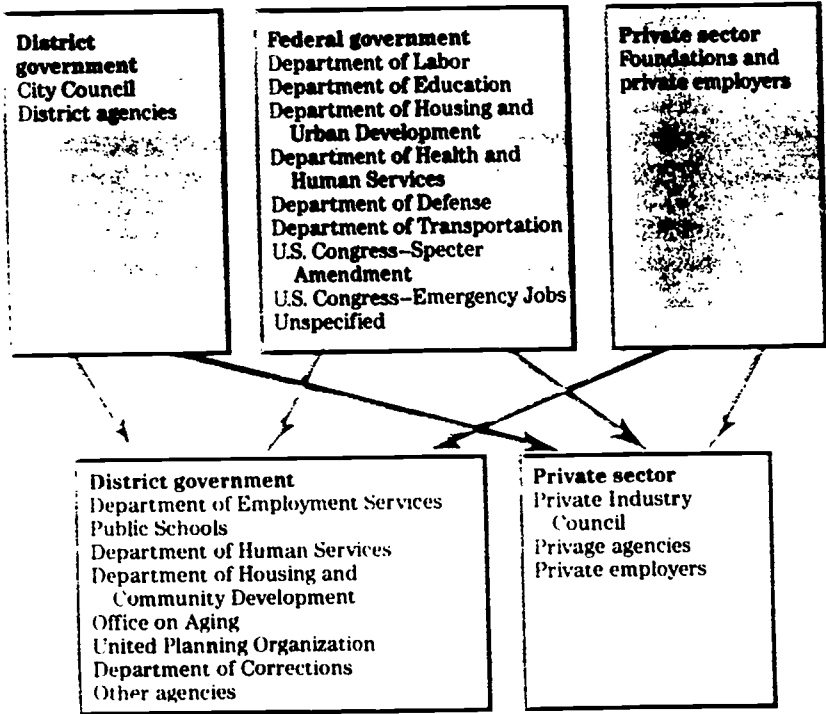 District
government
City Council
District agencies
Federal government
Department of Labor
Department of Education
Department of Housing and
Urban Development
Department of Health and
Human Services
Department of Defense
Department of Transportation
U.S. Congress–Specter
Amendment
U.S. Congress–Emergency Jobs
Unspecified
Private sector
Foundations and
private employers
District government
Department of Employment Services
Public Schools
Department of Human Services
Department of Housing and
Community Development
Office on Aging
United Planning Organization
Department of Corrections
Other agencies
Private sector
Private Industry
Council
Privage agencies
Private employers